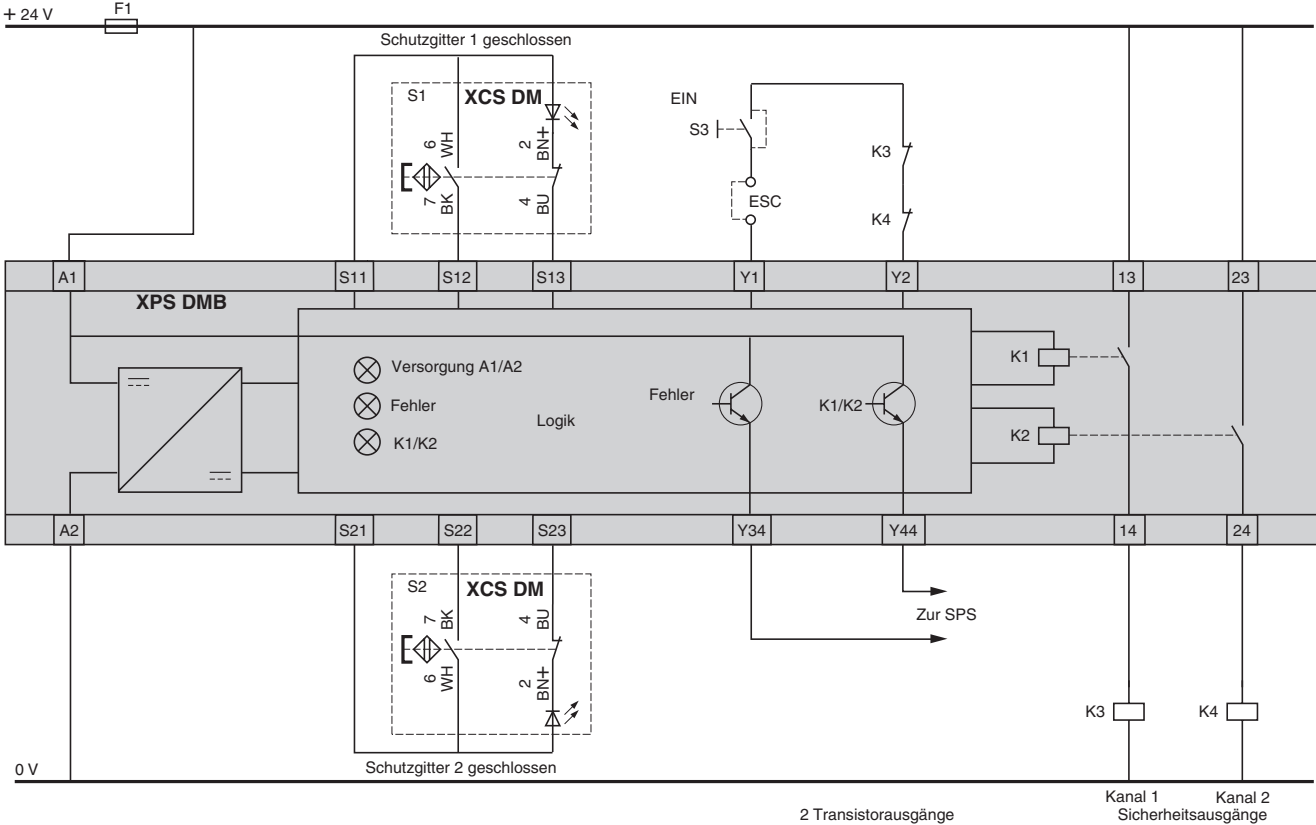 + 24 V
F1
Schutzgitter 1 geschlossen
S1
XCS DM
6
WH
2
BN+
7
BK
4
BU
EIN
S3
ESC
K3
K4
A1
S11
S12
S13
Y1
Y2
13
23
XPS DMB
Versorgung A1/A2
Fehler
K1/K2
Logik
Fehler
K1/K2
K1
K2
A2
S21
S22
S23
Y34
Y44
14
24
S2
XCS DM
7
BK
4
BU
6
WH
2
BN+
Zur SPS
K3
K4
Schutzgitter 2 geschlossen
0 V
2 Transistorausgänge
Kanal 1
Kanal 2
Sicherheitsausgänge